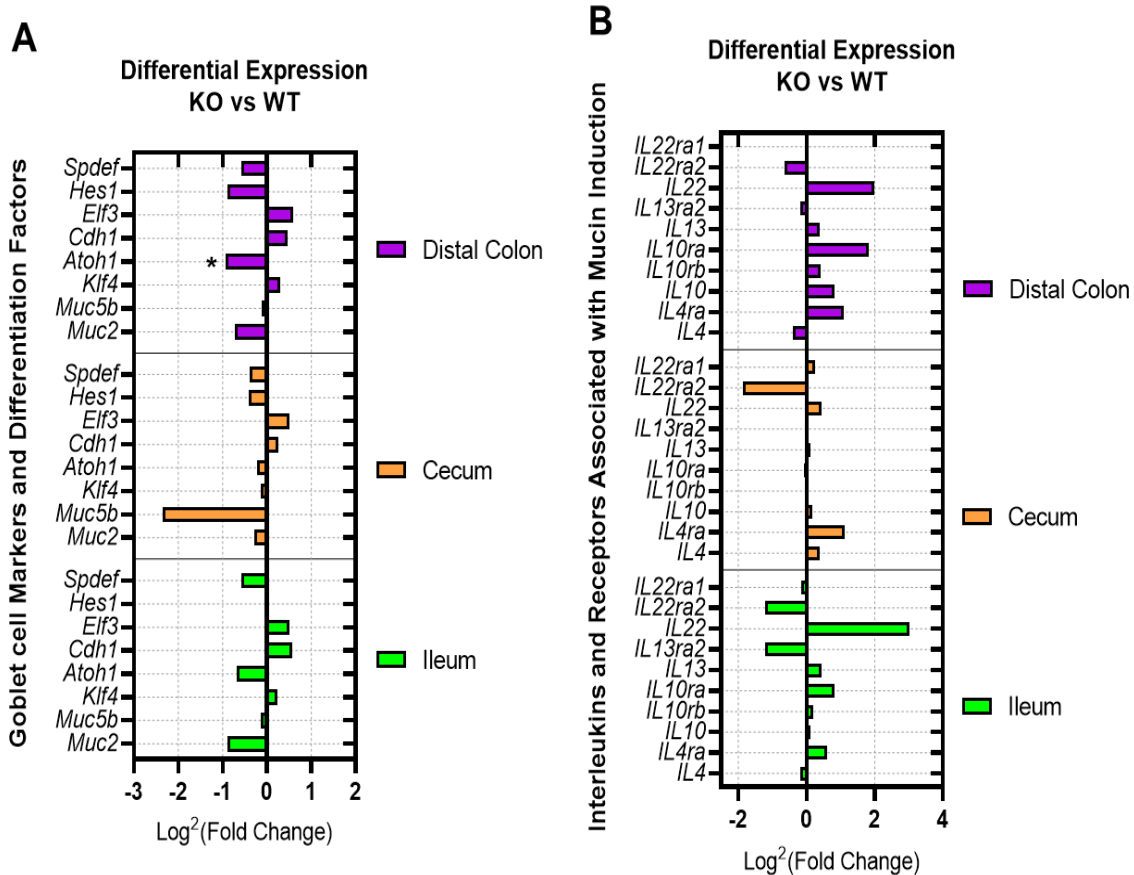 A
Differential Expression
KO vs WT
Goblet cell Markers and Differentiation Factors
Spdef
Hes1
Elf3
Cdh1
Atoh1
*
Klf4
Muc5b
Muc2
Spdef
Hes1
Elf3
Cdh1
Atoh1
Klf4
Muc5b
Muc2
Spdef
Hes1
Elf3
Cdh1
Atoh1
Klf4
Muc5b
Muc2
-3 -2 -1 0 1 2
Log²(Fold Change)
Distal Colon
Cecum
Ileum
B
Differential Expression
KO vs WT
Interleukins and Receptors Associated with Mucin Induction
IL22ra1
IL22ra2
IL22
IL13ra2
IL13
IL10ra
IL10rb
IL10
IL4ra
IL4
IL22ra1
IL22ra2
IL22
IL13ra2
IL13
IL10ra
IL10rb
IL10
IL4ra
IL4
IL22ra1
IL22ra2
IL22
IL13ra2
IL13
IL10ra
IL10rb
IL10
IL4ra
IL4
-2 0 2 4
Log²(Fold Change)
Distal Colon
Cecum
Ileum